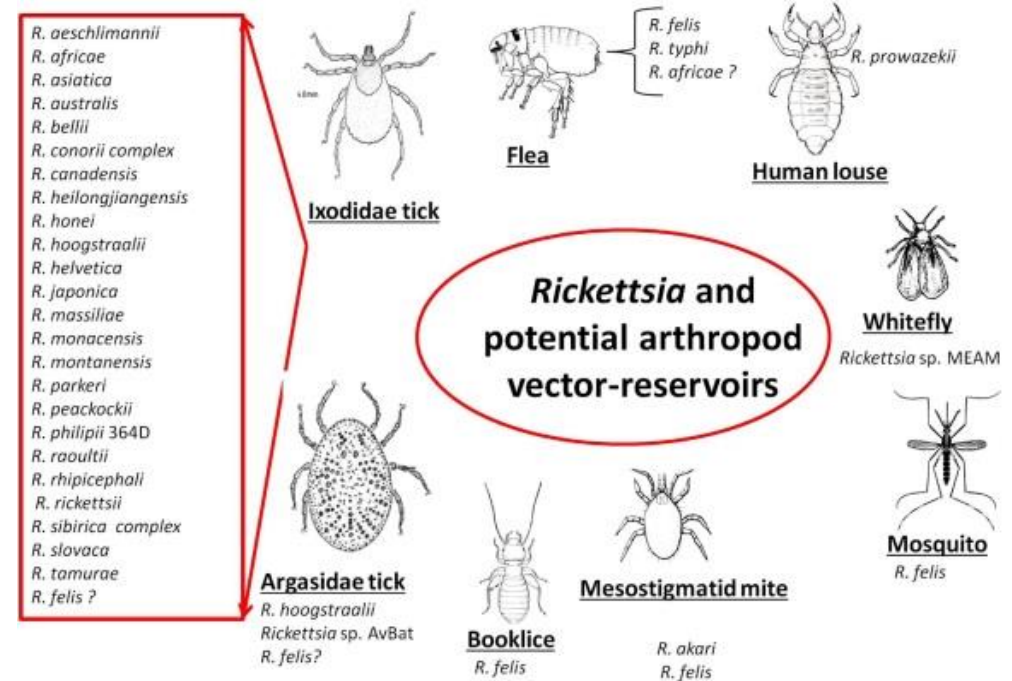 R. aeschlimannii
R. africae
R. asiatica
R. australis
R. bellii
R. conorii complex
R. canadensis
R. heilongjiangensis
R. honei
R. hoogstraalii
R. helvetica
R. japonica
R. massiliae
R. monacensis
R. montanensis
R. parkeri
R. peackockii
R. philipii 364D
R. raoultii
R. rhipicephali
R. rickettsii
R. sibirica complex
R. slovaca
R. tamurae
R. felis ?
Ixodidae tick
R. felis
R. typhi
R. africae ?
Flea
R. prowazekii
Human louse
Rickettsia and
potential arthropod
vector-reservoirs
Whitefly
Rickettsia sp. MEAM
Mosquito
R. felis
Argasidae tick
R. hoogstraalii
Rickettsia sp. AvBat
R. felis?
Booklice
R. felis
Mesostigmatid mite
R. akari
R. felis